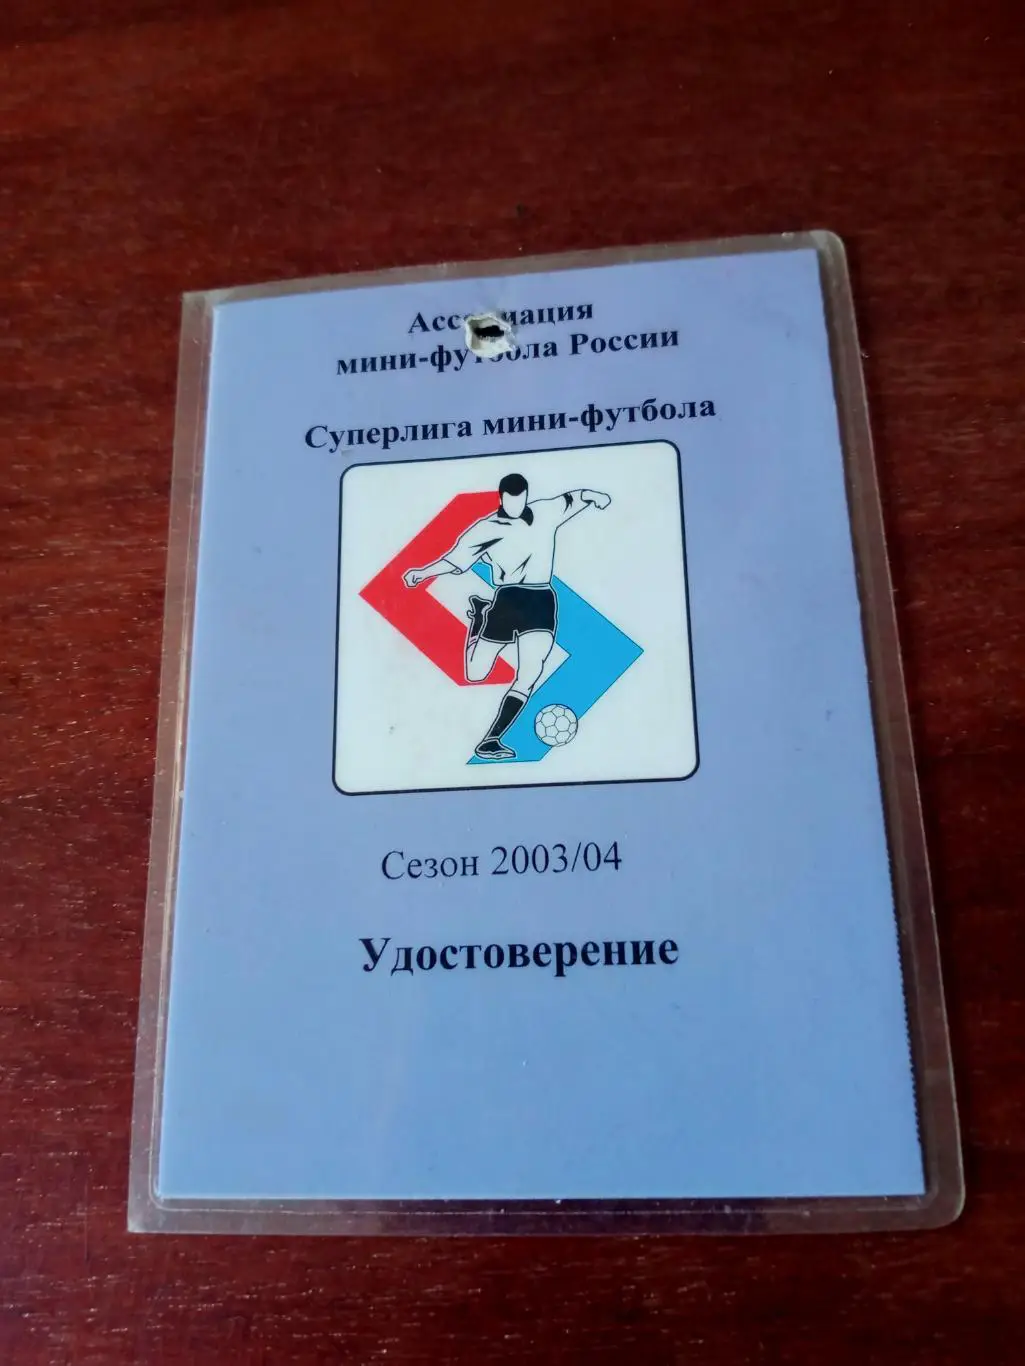 Ассоциация
мини-футбола России
Суперлига мини-футбола
Сезон 2003/04
Удостоверение